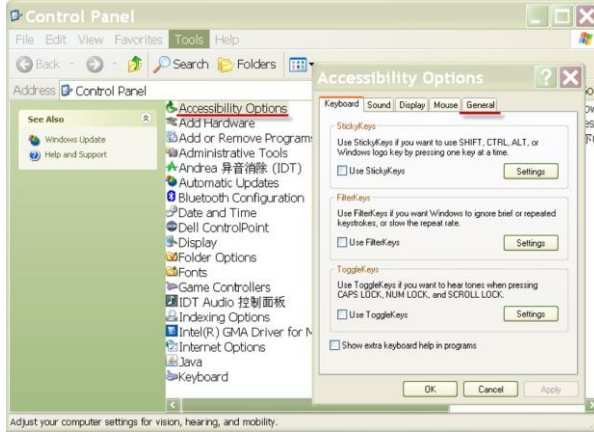 Control Panel
File Edit View Favorites Tools Help
Back Search Folders
Address Control Panel
See Also
Windows Update
Help and Support
Accessibility Options
Add Hardware
Add or Remove Programs
Administrative Tools
Andrea 异音消除 (IDT)
Automatic Updates
Bluetooth Configuration
Date and Time
Dell ControlPoint
Display
Folder Options
Fonts
Game Controllers
IDT Audio 控制面板
Indexing Options
Intel(R) GMA Driver for M
Internet Options
Java
Keyboard
Accessibility Options
Keyboard Sound Display Mouse General
StickyKeys
Use StickyKeys if you want to use SHIFT, CTRL, ALT, or
Windows logo key by pressing one key at a time.
Use StickyKeys Settings
FilterKeys
Use FilterKeys if you want Windows to ignore brief or repeated
keystrokes, or slow the repeat rate.
Use FilterKeys Settings
ToggleKeys
Use ToggleKeys if you want to hear tones when pressing
CAPS LOCK, NUM LOCK, and SCROLL LOCK.
Use ToggleKeys Settings
Show extra keyboard help in programs
OK Cancel Apply
Adjust your computer settings for vision, hearing, and mobility.